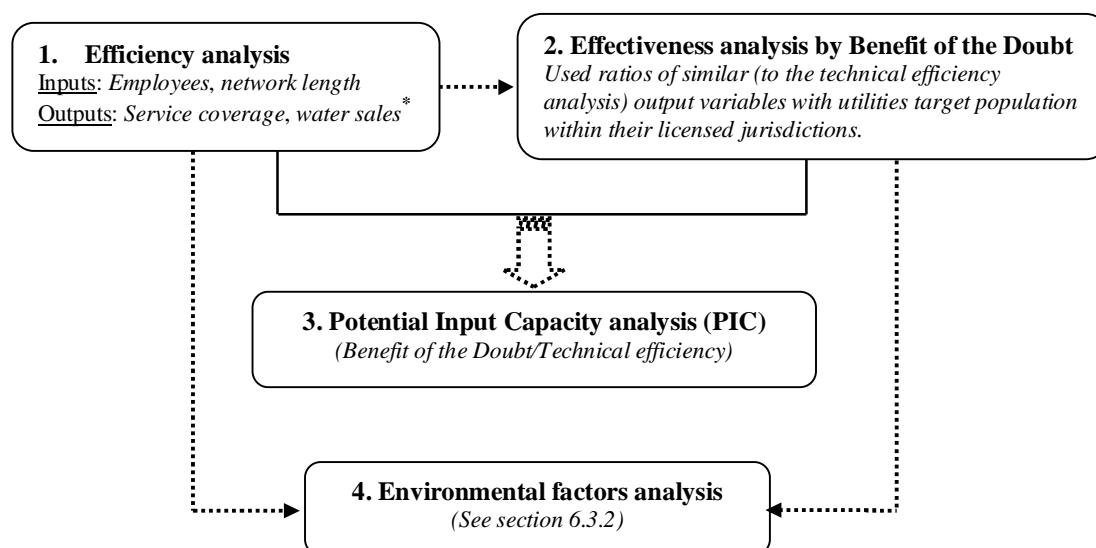 1. Efficiency analysis
Inputs: Employees, network length
Outputs: Service coverage, water sales*
2. Effectiveness analysis by Benefit of the Doubt
Used ratios of similar (to the technical efficiency
analysis) output variables with utilities target population
within their licensed jurisdictions.
3. Potential Input Capacity analysis (PIC)
(Benefit of the Doubt/Technical efficiency)
4. Environmental factors analysis
(See section 6.3.2)